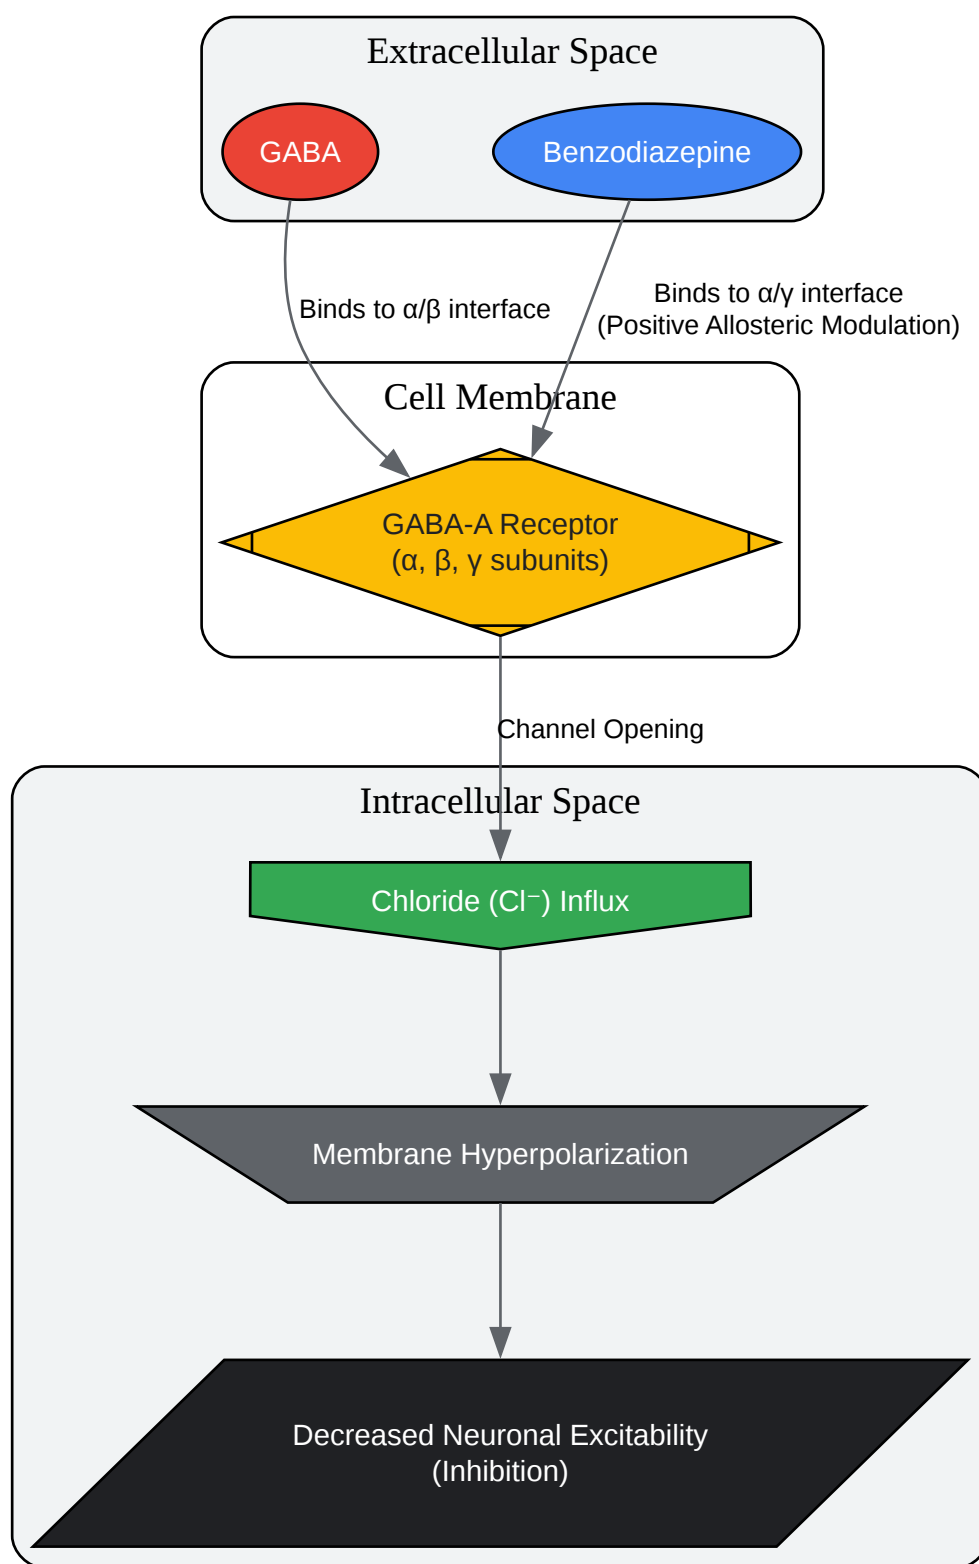 Extracellular Space
GABA
Benzodiazepine
Binds to α/β interface
Binds to α/γ interface
(Positive Allosteric Modulation)
Cell Membrane
GABA-A Receptor
(α, β, γ subunits)
Channel Opening
Intracellular Space
Chloride (Cl⁻) Influx
Membrane Hyperpolarization
Decreased Neuronal Excitability
(Inhibition)